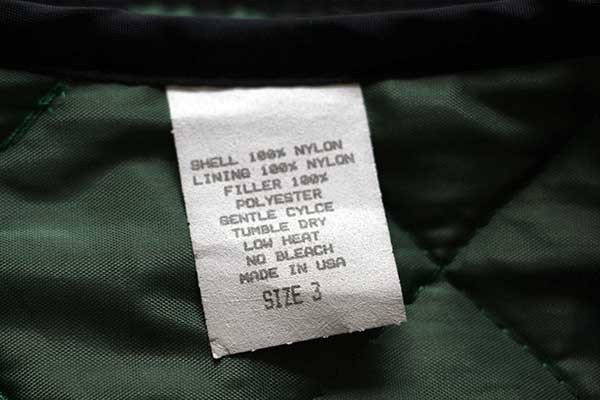 SHELL 100% NYLON
LINING 100% NYLON
FILLER 100%
POLYESTER
GENTLE CYLCE
TUMBLE DRY
LOW HEAT
NO BLEACH
MADE IN USA
SIZE 3